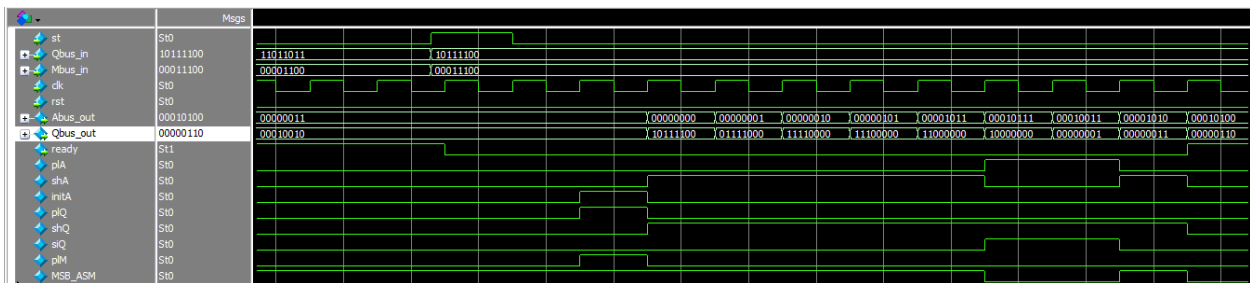 Msgs
st St0
Qbus_in 10111100 11011011 10111100
Mbus_in 00011100 00001100 00011100
clk St0
rst St0
Abus_out 00010100 00000011 00000000 00000001 00000010 00000101 00001011 00010111 00010011 00001010 00010100
Qbus_out 00000110 00010010 10111100 01111000 11110000 11100000 11000000 10000000 00000001 00000011 00000110
ready St1
plA St0
shA St0
initA St0
plQ St0
shQ St0
siQ St0
plM St0
MSB_ASM St0